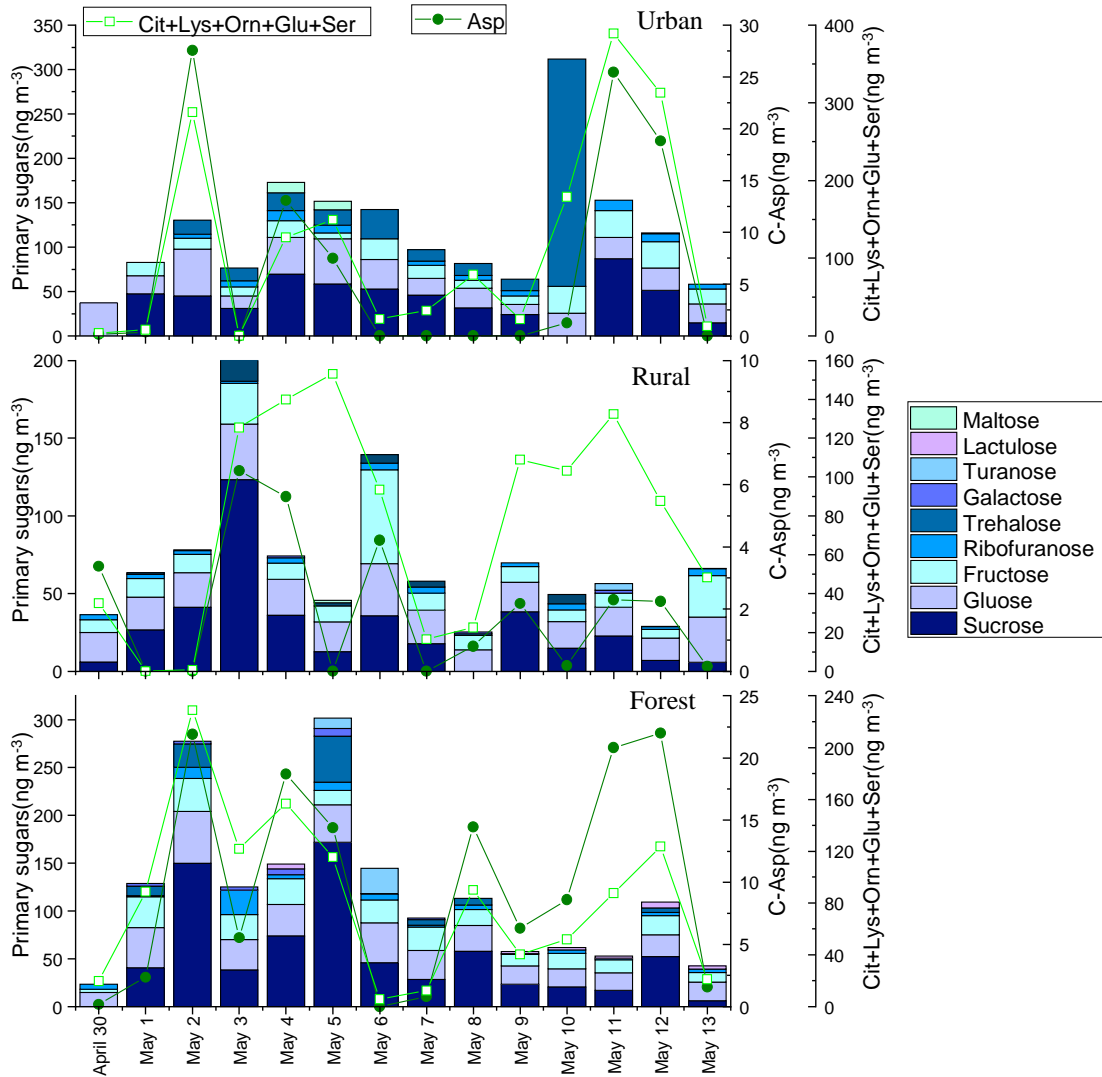 Cit+Lys+Orn+Glu+Ser
Asp
Urban
Primary sugars(ng m-3)
350
300
250
200
150
100
50
0
30
25
20
15
10
5
0
C-Asp(ng m-3)
400
300
200
100
0
Cit+Lys+Orn+Glu+Ser(ng m-3)
Rural
Primary sugars(ng m-3)
200
150
100
50
0
10
8
6
4
2
0
C-Asp(ng m-3)
160
140
120
100
80
60
40
20
0
Cit+Lys+Orn+Glu+Ser(ng m-3)
Maltose
Lactulose
Turanose
Galactose
Trehalose
Ribofuranose
Fructose
Gluose
Sucrose
Forest
Primary sugars(ng m-3)
300
250
200
150
100
50
0
25
20
15
10
5
0
C-Asp(ng m-3)
240
200
160
120
80
40
0
Cit+Lys+Orn+Glu+Ser(ng m-3)
April 30
May 1
May 2
May 3
May 4
May 5
May 6
May 7
May 8
May 9
May 10
May 11
May 12
May 13